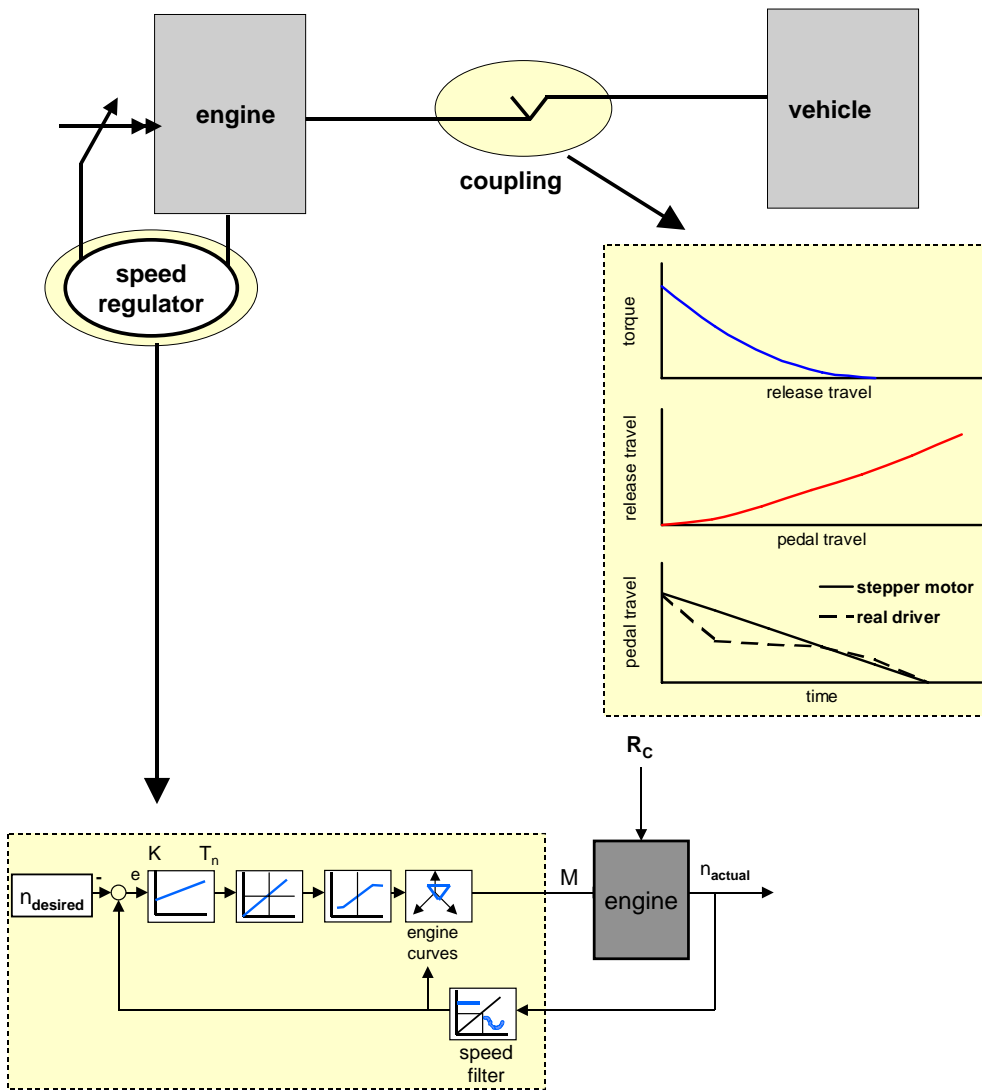 engine
vehicle
coupling
speed
regulator
torque
release travel
release travel
pedal travel
pedal travel
stepper motor
real driver
time
R_C
K
T_n
n_desired
-
e
engine
curves
M
engine
n_actual
speed
filter